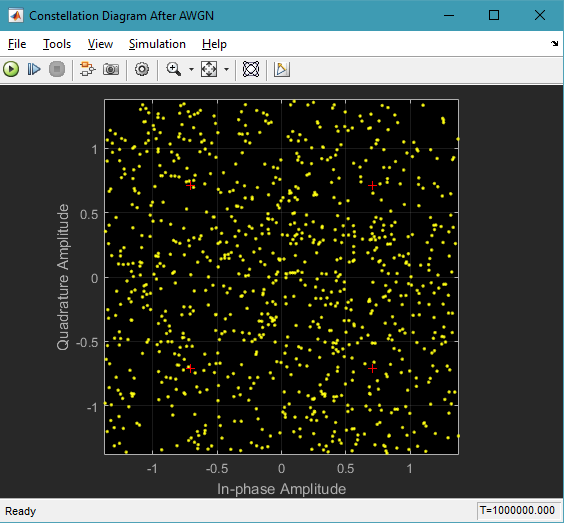 Constellation Diagram After AWGN
File Tools View Simulation Help
1
0.5
0
-0.5
-1
Quadrature Amplitude
-1 -0.5 0 0.5 1
In-phase Amplitude
Ready T=1000000.000